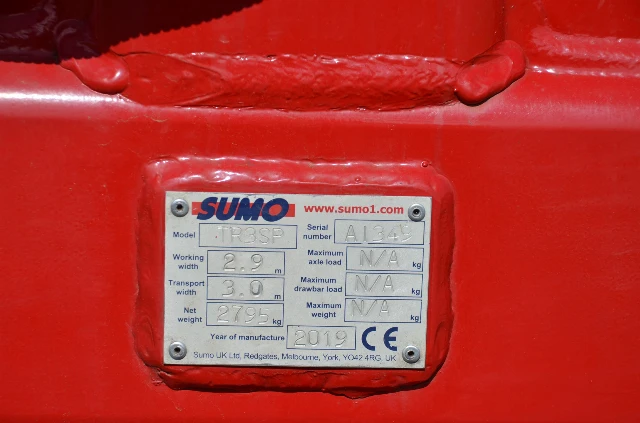 SUMO www.sumo1.com
Model TR3SP Serial number
Working width 2.9 m Maximum axle load N/A kg
Transport width 3.0 m Maximum drawbar load N/A kg
Net weight 2795 kg Maximum weight N/A kg
Year of manufacture 2019 CE
Sumo UK Ltd, Redgates, Melbourne, York, YO42 4RG. UK